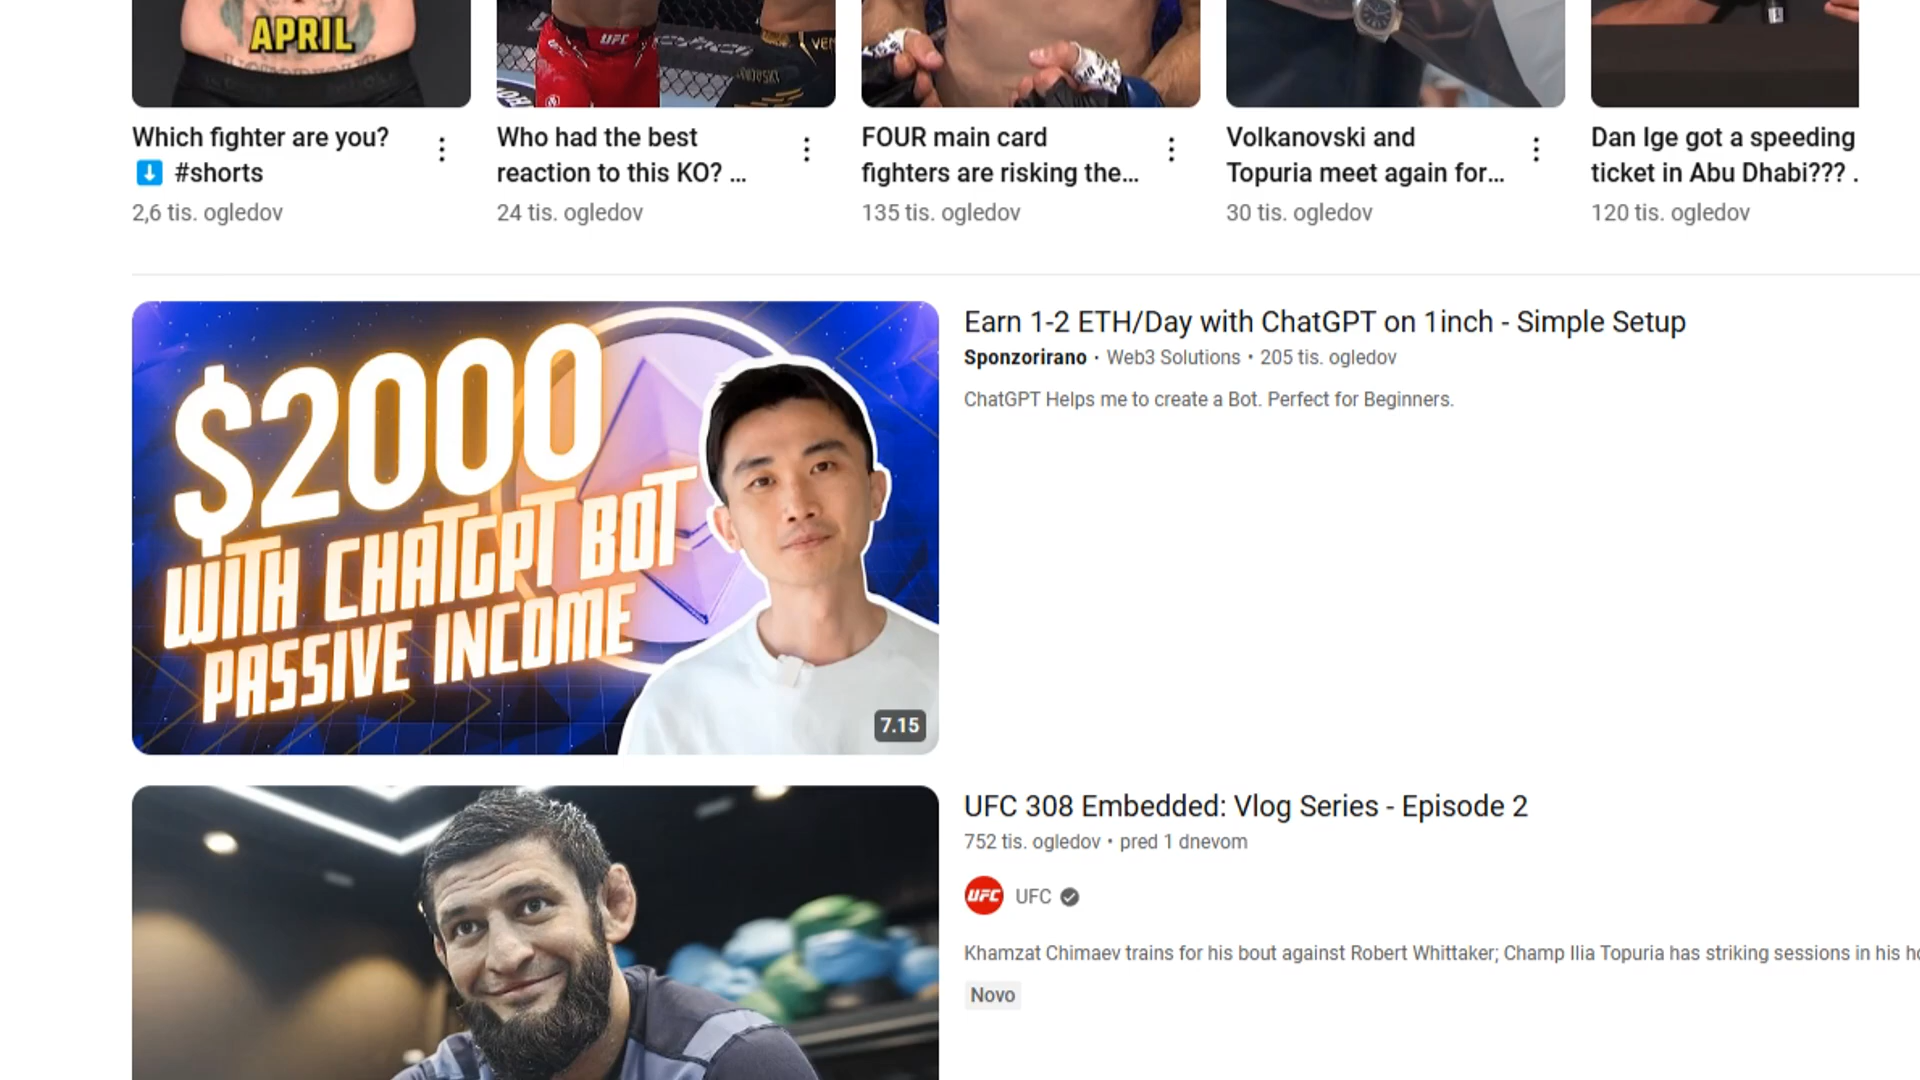 APRIL
UFC
Which fighter are you?
⬇️ #shorts
2,6 tis. ogledov
Who had the best
reaction to this KO? ...
24 tis. ogledov
FOUR main card
fighters are risking the...
135 tis. ogledov
Volkanovski and
Topuria meet again for...
30 tis. ogledov
Dan Ige got a speeding
ticket in Abu Dhabi??? .
120 tis. ogledov
$2000
WITH CHATGPT BOT
PASSIVE INCOME
7.15
Earn 1-2 ETH/Day with ChatGPT on 1inch - Simple Setup
Sponzorirano · Web3 Solutions • 205 tis. ogledov
ChatGPT Helps me to create a Bot. Perfect for Beginners.
UFC 308 Embedded: Vlog Series - Episode 2
752 tis. ogledov • pred 1 dnevom
UFC UFC
Khamzat Chimaev trains for his bout against Robert Whittaker; Champ Ilia Topuria has striking sessions in his
Novo